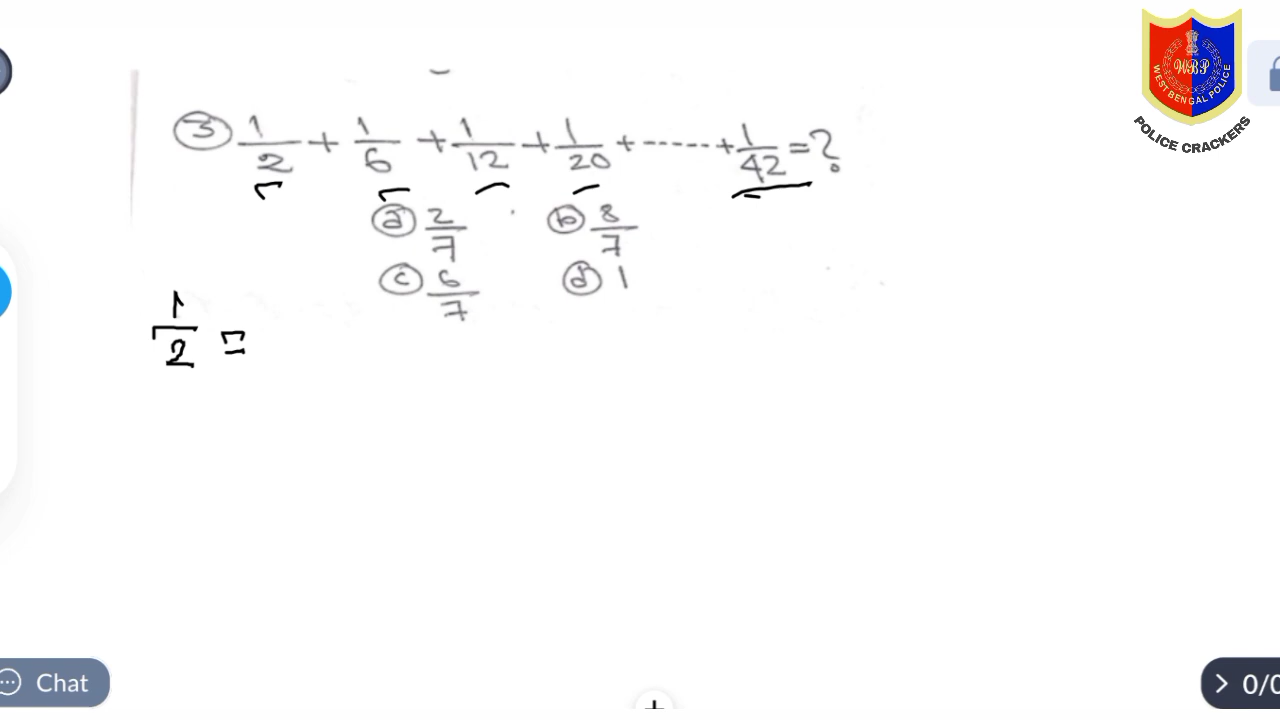 WBP
WEST BENGAL POLICE
POLICE CRACKERS
③ 1/2 + 1/6 + 1/12 + 1/20 + ...... + 1/42 = ?
ⓐ 2/7 ⓑ 8/7
ⓒ 6/7 ⓓ 1
1/2 =
Chat
> 0/0